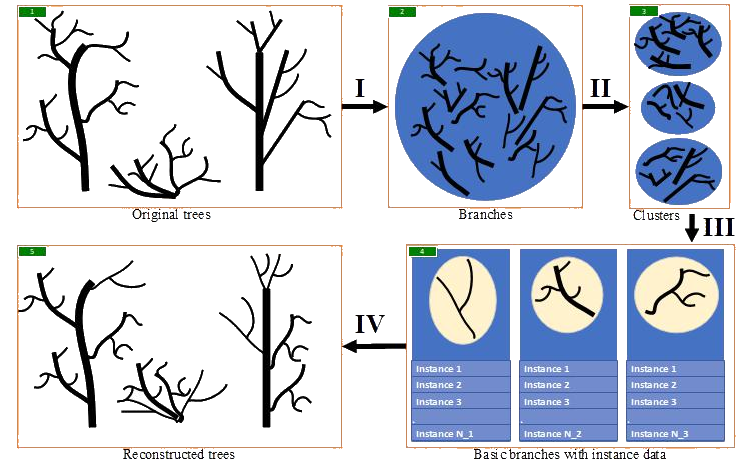 1
2
3
I
II
Original trees
Branches
Clusters
III
5
4
IV
Instance 1
Instance 2
Instance 3
.
Instance N_1
Instance 1
Instance 2
Instance 3
.
Instance N_2
Instance 1
Instance 2
Instance 3
.
Instance N_3
Reconstructed trees
Basic branches with instance data